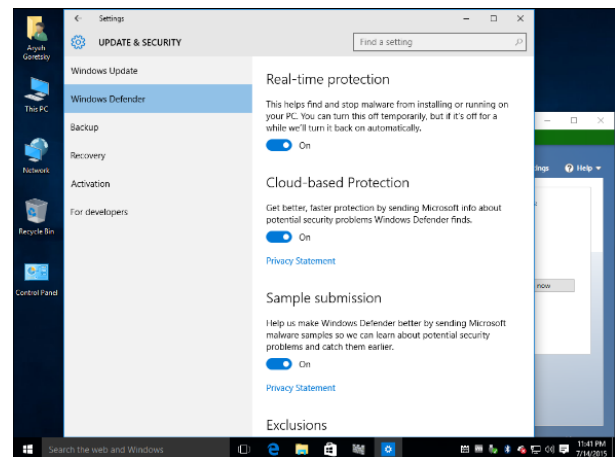 Settings
UPDATE & SECURITY
Find a setting
Windows Update
Windows Defender
Backup
Recovery
Activation
For developers
Real-time protection
This helps find and stop malware from installing or running on
your PC. You can turn this off temporarily, but if it's off for a
while we'll turn it back on automatically.
On
Cloud-based Protection
Get better, faster protection by sending Microsoft info about
potential security problems Windows Defender finds.
On
Privacy Statement
Sample submission
Help us make Windows Defender better by sending Microsoft
malware samples so we can learn about potential security
problems and catch them earlier.
On
Privacy Statement
Exclusions
Aryeh
Goretsky
This PC
Network
Recycle Bin
Control Panel
ings
Help
now
Search the web and Windows
11:41 PM
7/14/2015